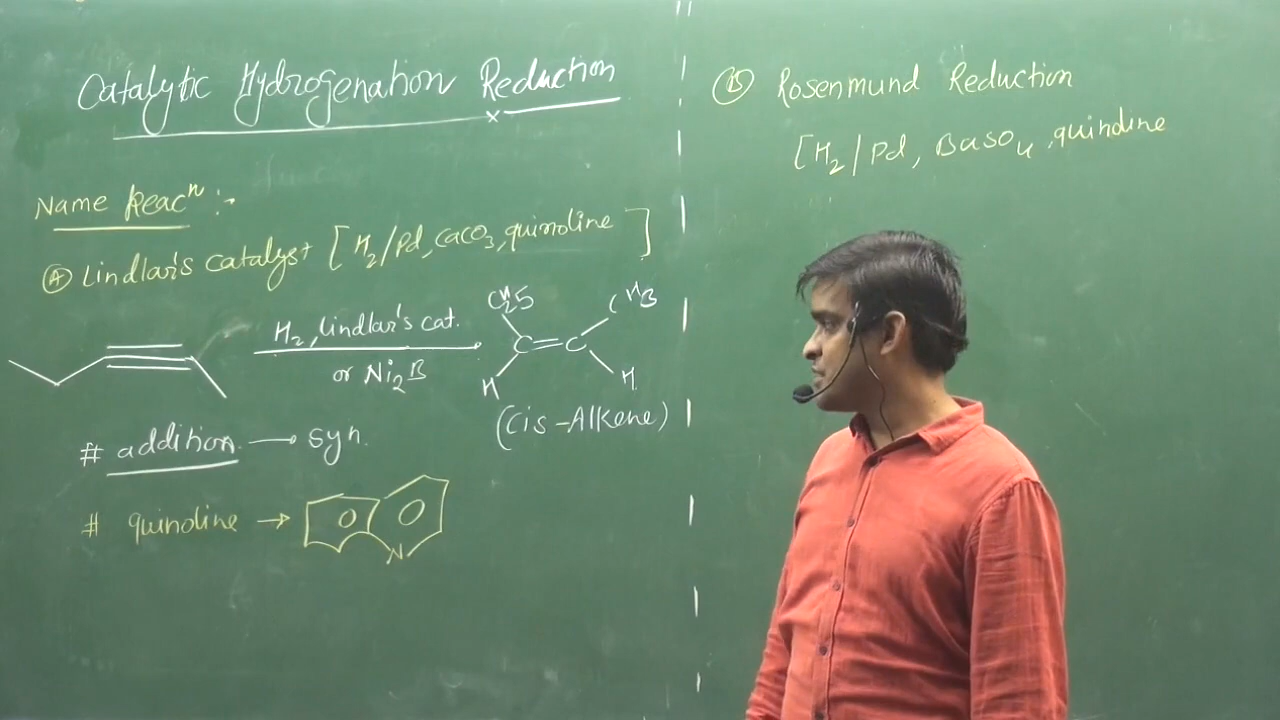 Catalytic Hydrogenation Reduction
Name Reacⁿ :-
Ⓐ Lindlar's catalyst [H₂/Pd, CaCO₃, quinoline]
H₂, Lindlar's cat.
or Ni₂B
C₂H5 CH3
C=C
H H
(Cis-Alkene)
# addition → syn.
# quinoline →
N
Ⓑ Rosenmund Reduction
[H₂/Pd, BaSO₄, quinoline